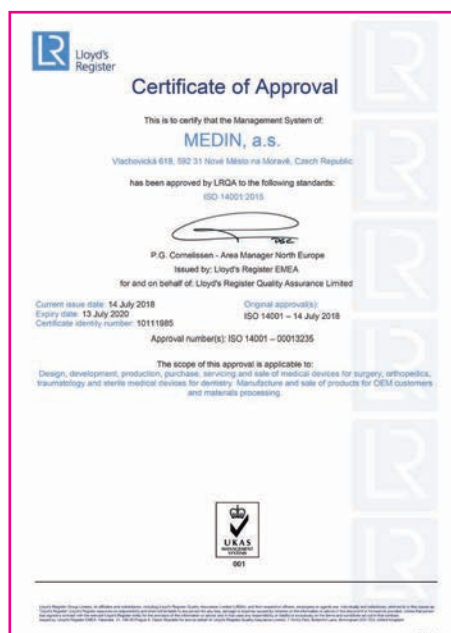 LR
Lloyd's
Register
Certificate of Approval
This is to certify that the Management System of:
MEDIN, a.s.
Vlachovická 619, 592 31 Nové Město na Moravě, Czech Republic
has been approved by LRQA to the following standards:
ISO 14001:2015
P.G. Cornelissen - Area Manager North Europe
Issued by: Lloyd's Register EMEA
for and on behalf of: Lloyd's Register Quality Assurance Limited
Current issue date: 14 July 2018
Original approval(s):
Expiry date: 13 July 2020
ISO 14001 – 14 July 2018
Certificate identity number: 10111985
Approval number(s): ISO 14001 – 00013235
The scope of this approval is applicable to:
Design, development, production, purchase, servicing and sale of medical devices for surgery, orthopedics,
traumatology and sterile medical devices for dentistry. Manufacture and sale of products for OEM customers
and materials processing.
UKAS
MANAGEMENT
SYSTEMS
001